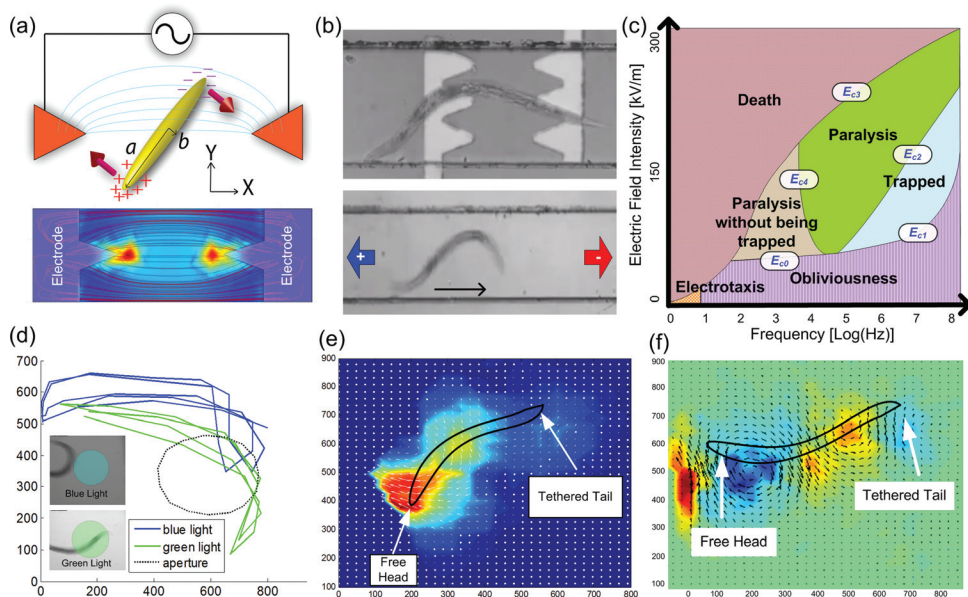 (a)
a
b
Y
X
Electrode
Electrode
(b)
+
-
(c)
Electric Field Intensity [kV/m]
300
150
0
Death
Ec3
Paralysis
Ec2
Ec4
Trapped
Paralysis
without being
trapped
Ec1
Ec0
Obliviousness
Electrotaxis
0 1 2 3 4 5 6 7 8
Frequency [Log(Hz)]
(d)
700
600
500
400
300
200
100
0
0 200 400 600 800 1000
Blue Light
Green Light
blue light
green light
aperture
(e)
900
800
700
600
500
400
300
200
100
0 100 200 300 400 500 600 700 800
Tethered Tail
Free
Head
(f)
900
800
700
600
500
400
300
200
100
0 100 200 300 400 500 600 700 800
Tethered Tail
Free Head